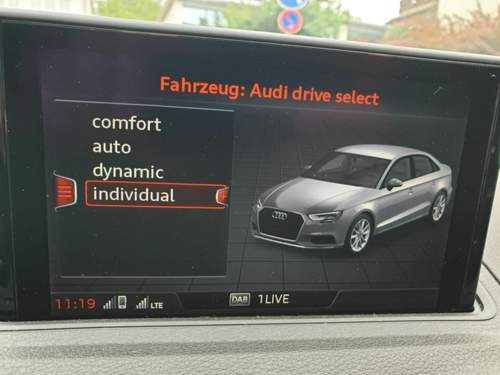 Fahrzeug: Audi drive select
comfort
auto
dynamic
individual
11:19 LTE DAB 1LIVE